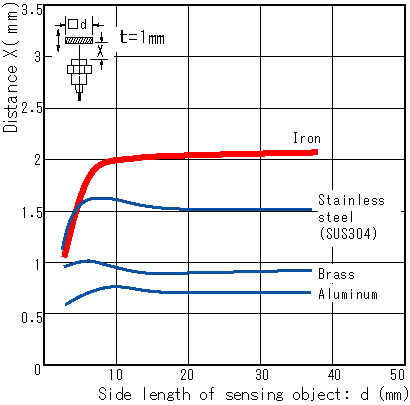 3.5
3
2.5
2
1.5
1
0.5
0
Distance X(mm)
□d
X
t=1mm
Iron
Stainless
steel
(SUS304)
Brass
Aluminum
10 20 30 40 50
Side length of sensing object: d (mm)